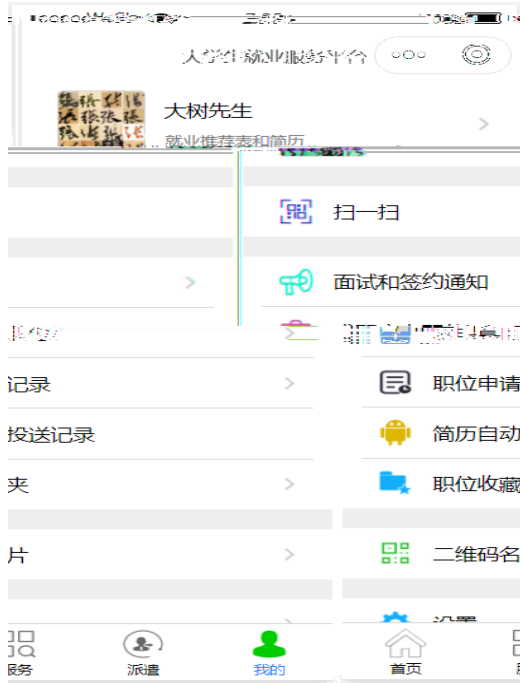 大学生就业服务平台
大树先生
就业推荐表和简历
扫一扫
面试和签约通知
记录
职位申请
投送记录
简历自动
夹
职位收藏
片
二维码名
设置
服务
派遣
我的
首页